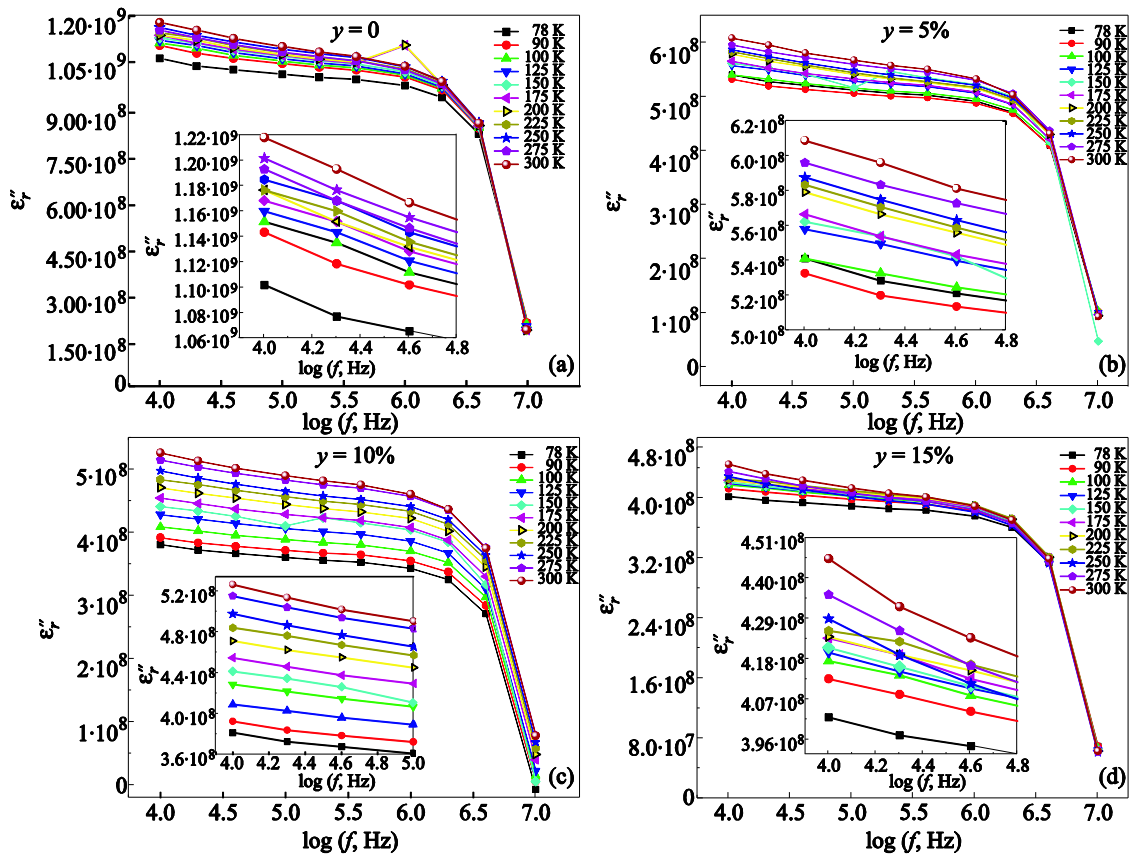 1.20·10⁹
1.05·10⁹
9.00·10⁸
7.50·10⁸
6.00·10⁸
4.50·10⁸
3.00·10⁸
1.50·10⁸
0
εᵣ″
y = 0
78 K
90 K
100 K
125 K
150 K
175 K
200 K
225 K
250 K
275 K
300 K
1.22·10⁹
1.20·10⁹
1.18·10⁹
1.16·10⁹
1.14·10⁹
1.12·10⁹
1.10·10⁹
1.08·10⁹
1.06·10⁹
εᵣ″
4.0 4.2 4.4 4.6 4.8
log (f, Hz)
(a)
4.0 4.5 5.0 5.5 6.0 6.5 7.0
log (f, Hz)
6·10⁸
5·10⁸
4·10⁸
3·10⁸
2·10⁸
1·10⁸
0
εᵣ″
y = 5%
78 K
90 K
100 K
125 K
150 K
175 K
200 K
225 K
250 K
275 K
300 K
6.2·10⁸
6.0·10⁸
5.8·10⁸
5.6·10⁸
5.4·10⁸
5.2·10⁸
5.0·10⁸
εᵣ″
4.0 4.2 4.4 4.6 4.8
log (f, Hz)
(b)
4.0 4.5 5.0 5.5 6.0 6.5 7.0
log (f, Hz)
5·10⁸
4·10⁸
3·10⁸
2·10⁸
1·10⁸
0
εᵣ″
y = 10%
78 K
90 K
100 K
125 K
150 K
175 K
200 K
225 K
250 K
275 K
300 K
5.2·10⁸
4.8·10⁸
4.4·10⁸
4.0·10⁸
3.6·10⁸
εᵣ″
4.0 4.2 4.4 4.6 4.8 5.0
log (f, Hz)
(c)
4.0 4.5 5.0 5.5 6.0 6.5 7.0
log (f, Hz)
4.8·10⁸
4.0·10⁸
3.2·10⁸
2.4·10⁸
1.6·10⁸
8.0·10⁷
0
εᵣ″
y = 15%
78 K
90 K
100 K
125 K
150 K
175 K
200 K
225 K
250 K
275 K
300 K
4.51·10⁸
4.40·10⁸
4.29·10⁸
4.18·10⁸
4.07·10⁸
3.96·10⁸
εᵣ″
4.0 4.2 4.4 4.6 4.8
log (f, Hz)
(d)
4.0 4.5 5.0 5.5 6.0 6.5 7.0
log (f, Hz)